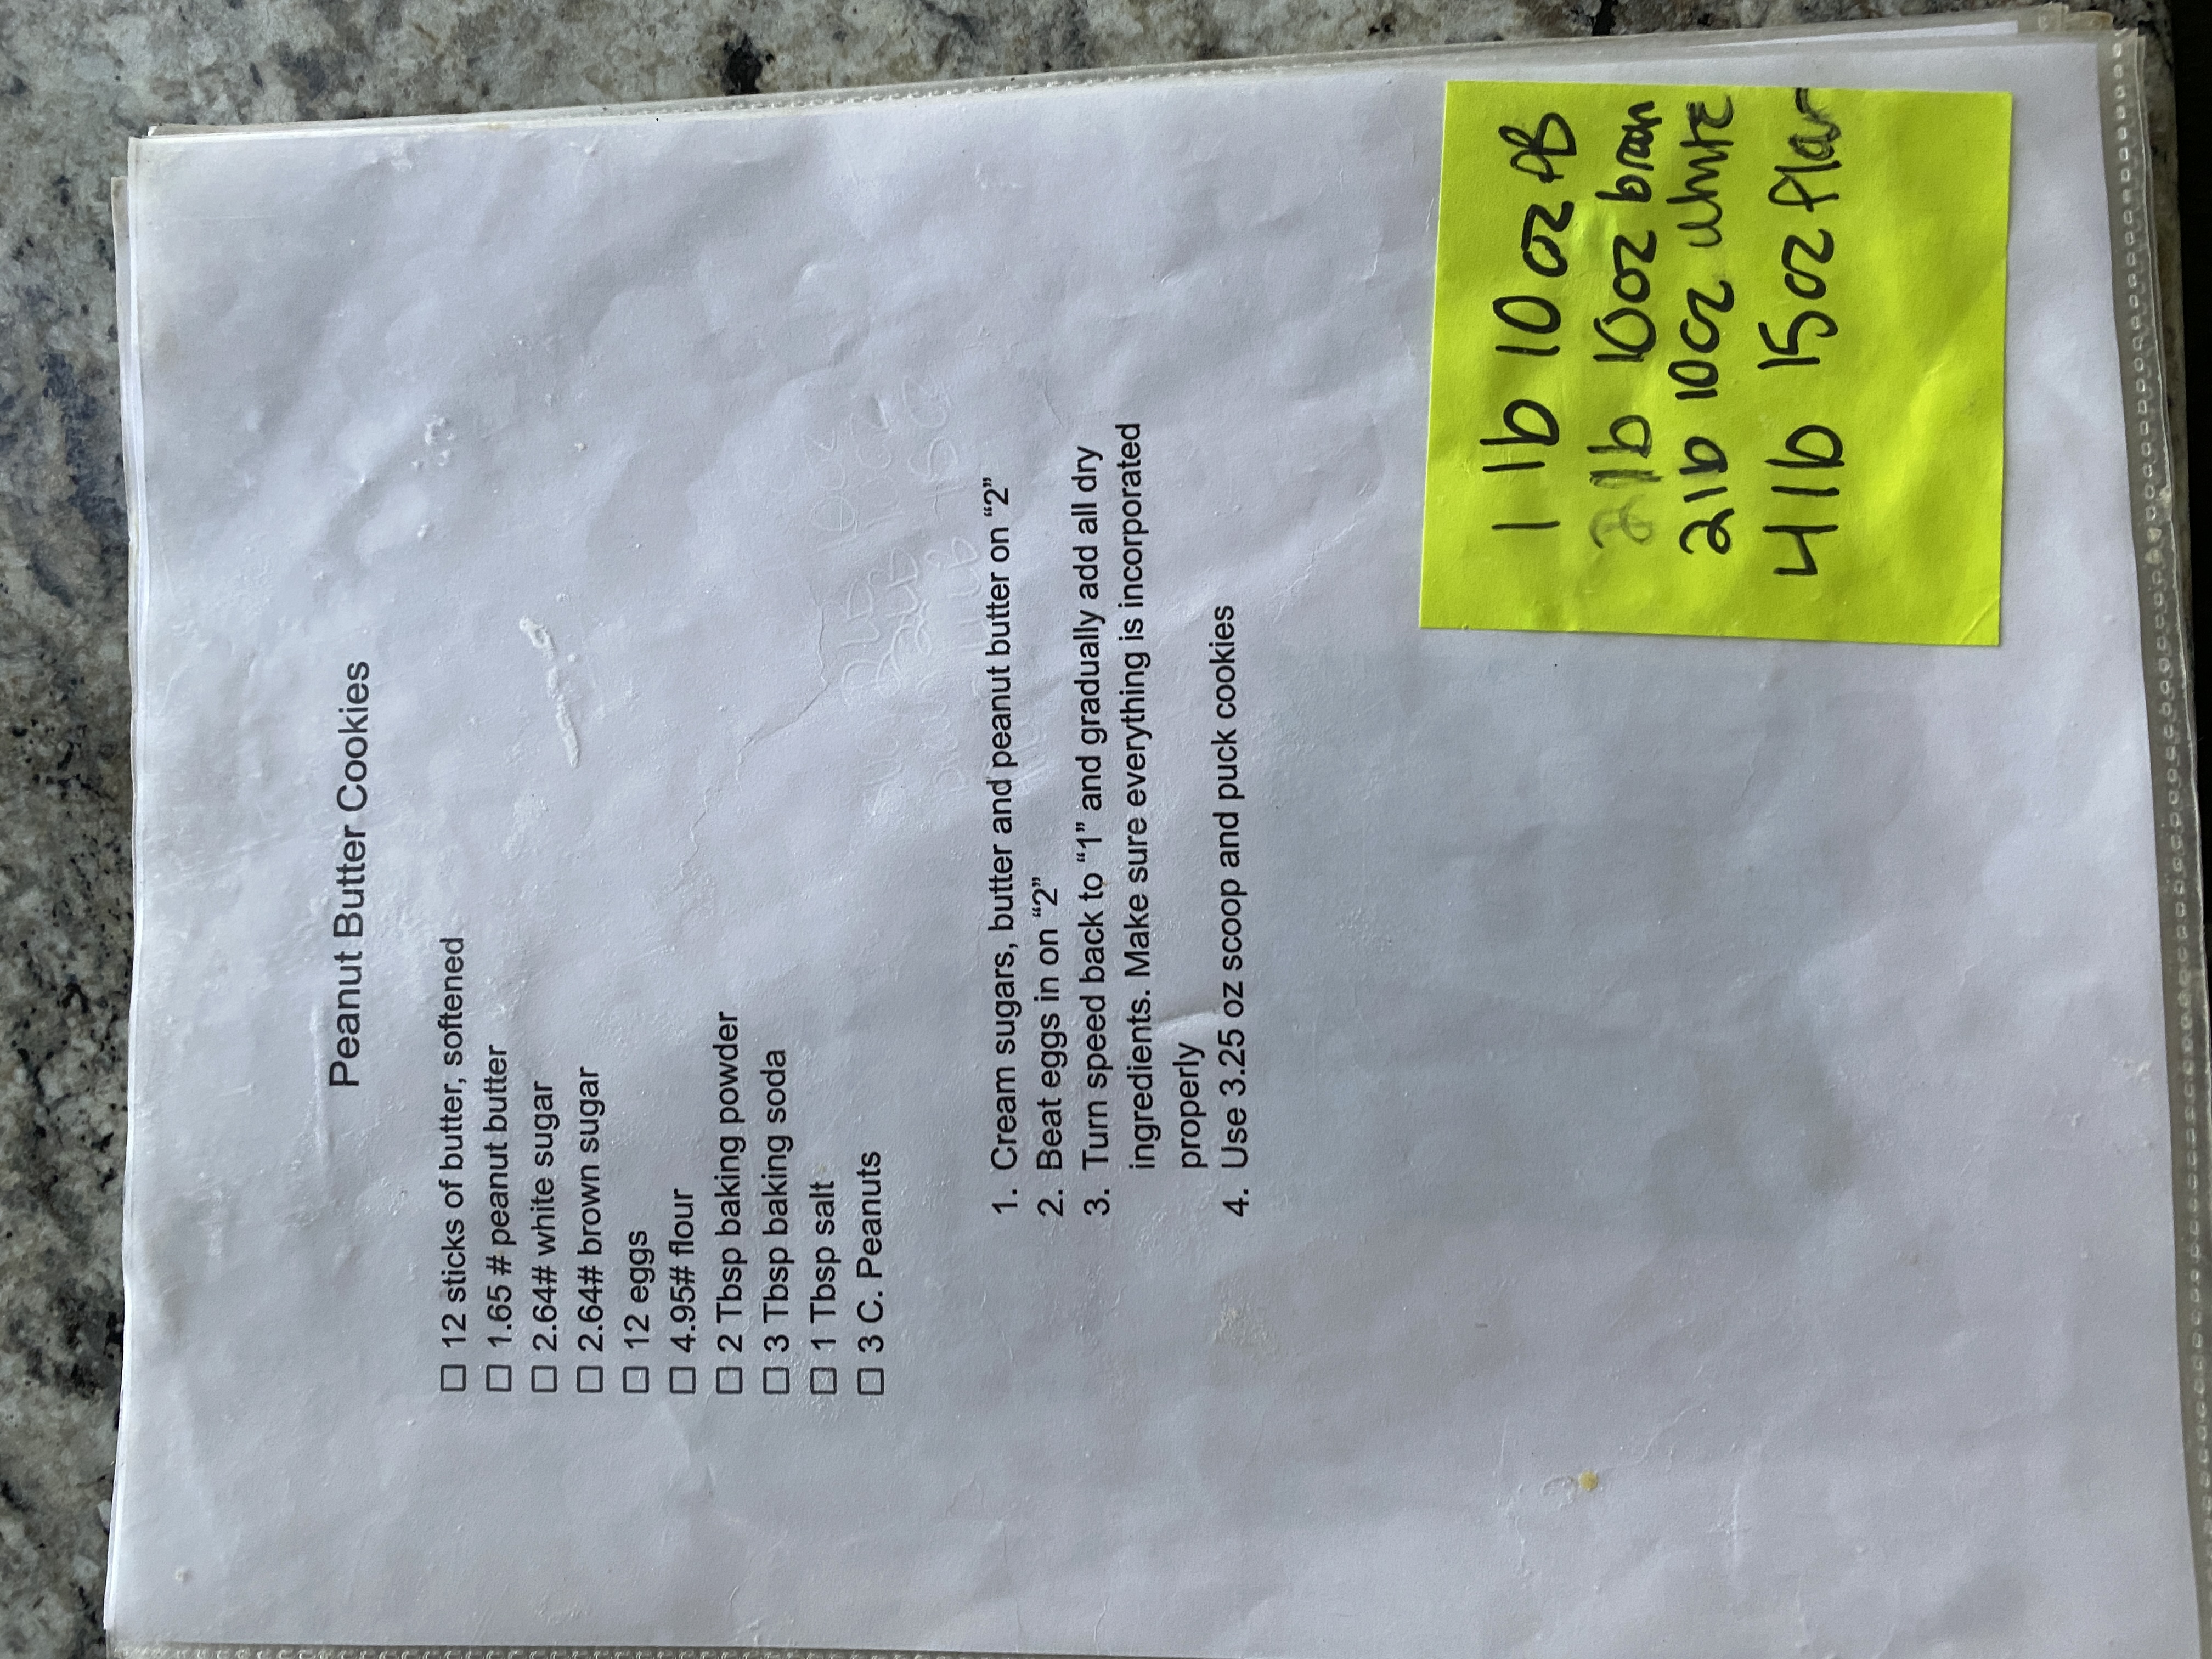 Peanut Butter Cookies
☐ 12 sticks of butter, softened
☐ 1.65 # peanut butter
☐ 2.64# white sugar
☐ 2.64# brown sugar
☐ 12 eggs
☐ 4.95# flour
☐ 2 Tbsp baking powder
☐ 3 Tbsp baking soda
☐ 1 Tbsp salt
☐ 3 C. Peanuts
1. Cream sugars, butter and peanut butter on “2”
2. Beat eggs in on “2”
3. Turn speed back to “1” and gradually add all dry
ingredients. Make sure everything is incorporated
properly
4. Use 3.25 oz scoop and puck cookies
1 lb 10 oz PB
2 lb 10oz brown
2 lb 10oz white
4 lb 15oz flour